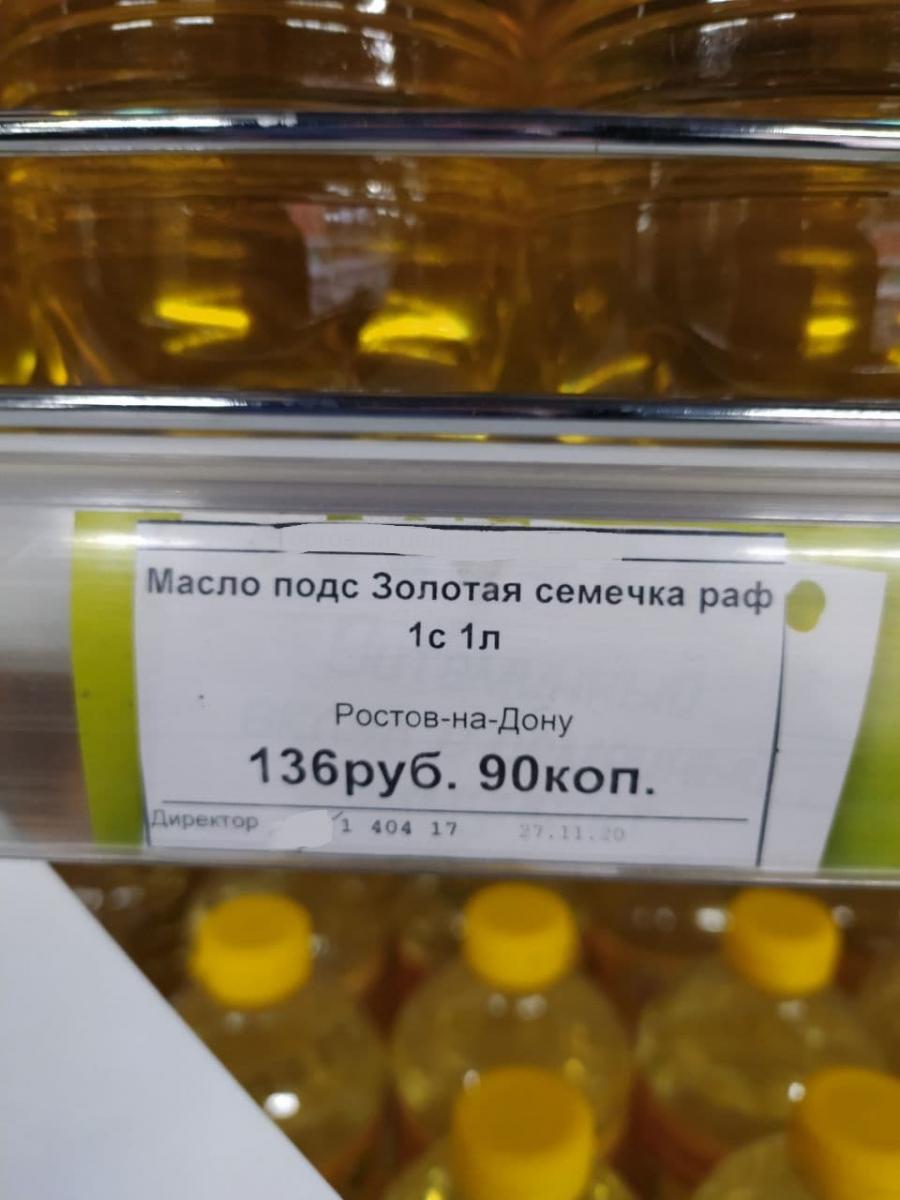 Масло подс Золотая семечка раф
1с 1л
Ростов-на-Дону
136руб. 90коп.
Директор 1 404 17 27.11.20